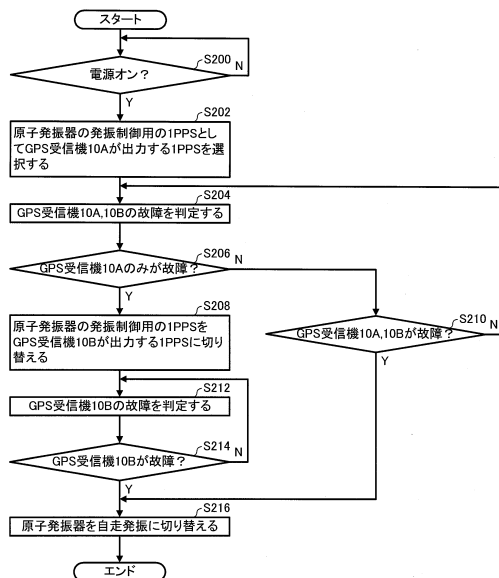 スタート
S200
電源オン?
N
Y
S202
原子発振器の発振制御用の1PPSとし
てGPS受信機10Aが出力する1PPSを選
択する
S204
GPS受信機10A,10Bの故障を判定する
S206
GPS受信機10Aのみが故障?
N
Y
S208
原子発振器の発振制御用の1PPSを
GPS受信機10Bが出力する1PPSに切り
替える
S210
GPS受信機10A,10Bが故障?
N
Y
S212
GPS受信機10Bの故障を判定する
S214
GPS受信機10Bが故障?
N
Y
S216
原子発振器を自走発振に切り替える
エンド